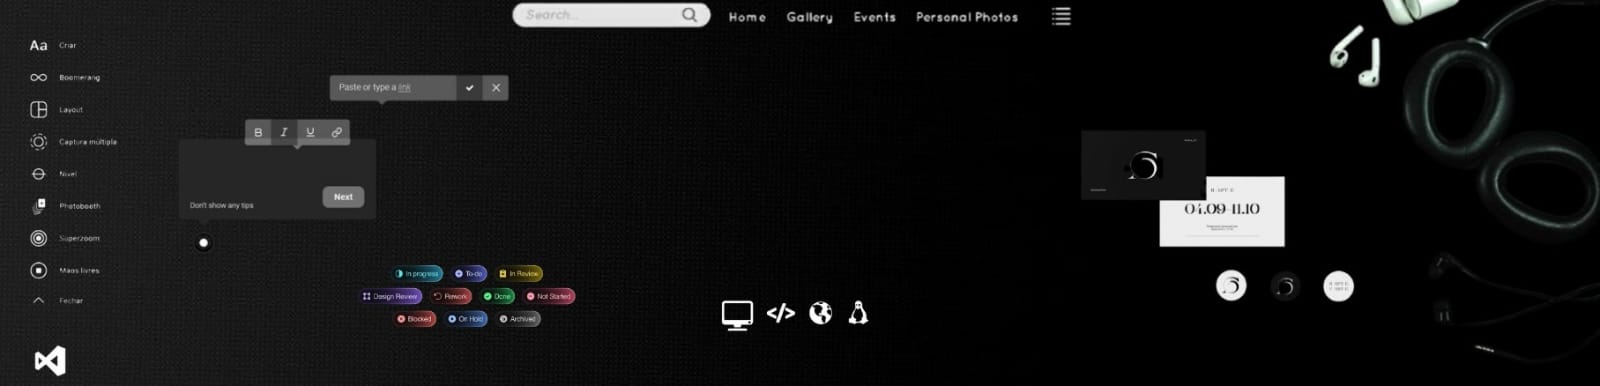 Search...
Home Gallery Events Personal Photos
Aa Criar
Boomerang
Layout
Captura múltipla
Nível
Photobooth
Superzoom
Mãos livres
Fechar
Paste or type a link
B I U
Next
Don't show any tips
In progress To-do In Review
Design Review Rework Done Not Started
Blocked On Hold Archived
</>
04.09-11.10